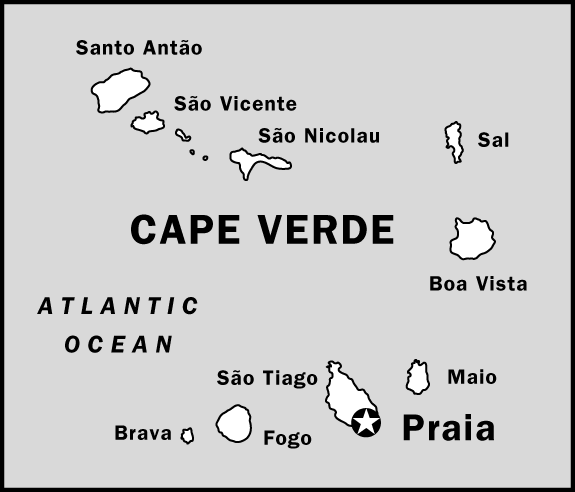 Santo Antão
São Vicente
São Nicolau
Sal
CAPE VERDE
Boa Vista
ATLANTIC
OCEAN
São Tiago
Maio
Praia
Brava
Fogo